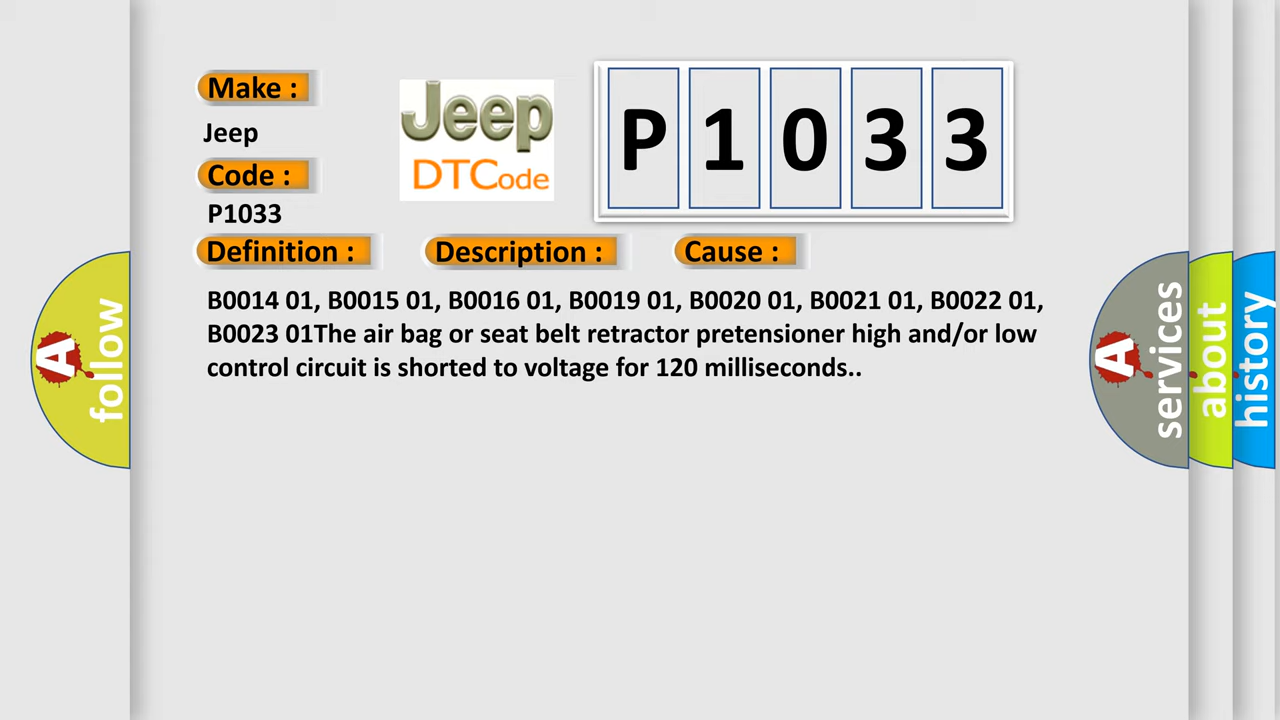 Make :
Jeep
Code :
P1033
Jeep
DTCode
P 1 0 3 3
Definition :
Description :
Cause :
B0014 01, B0015 01, B0016 01, B0019 01, B0020 01, B0021 01, B0022 01,
B0023 01The air bag or seat belt retractor pretensioner high and/or low
control circuit is shorted to voltage for 120 milliseconds..
A
follow
A
services
about
history